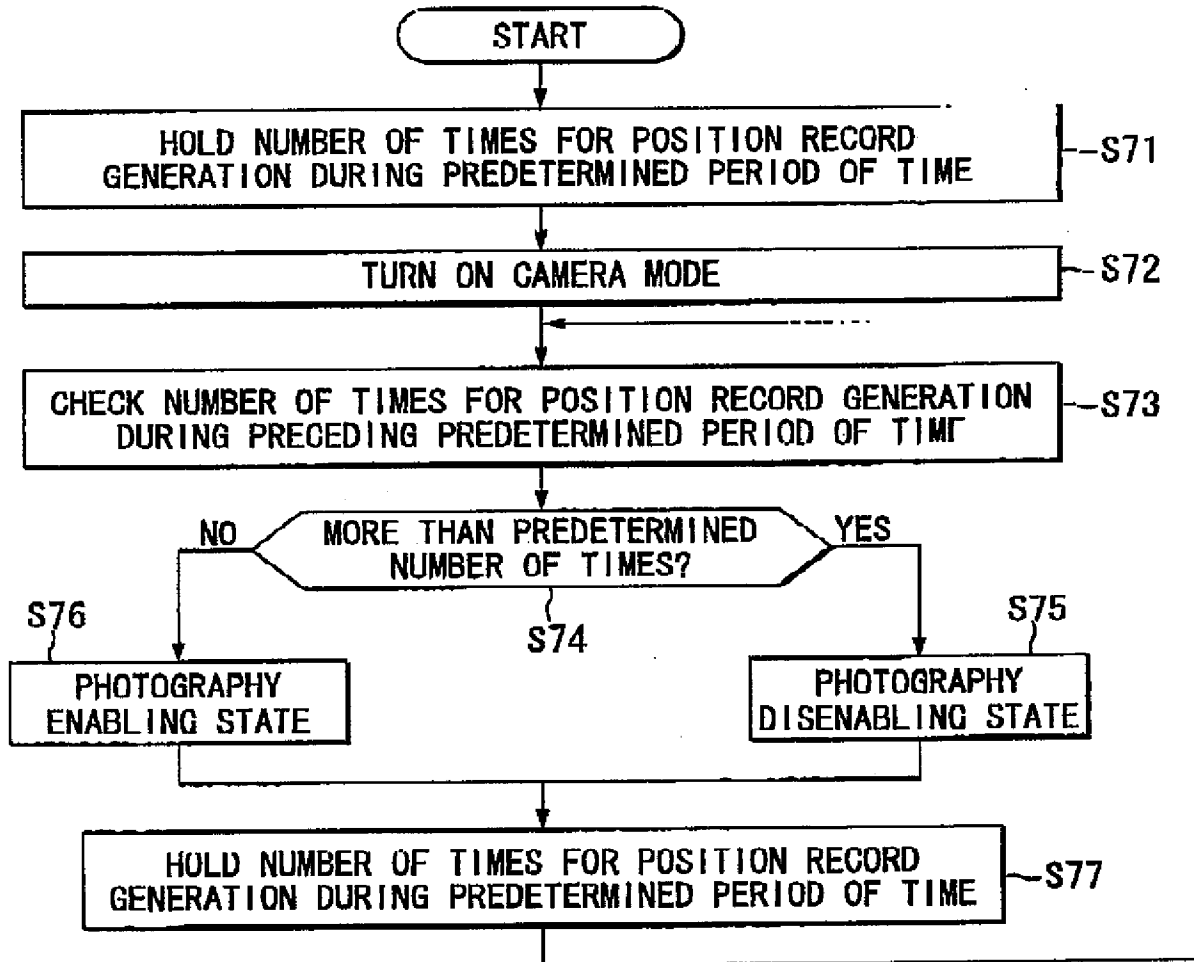 START
HOLD NUMBER OF TIMES FOR POSITION RECORD
GENERATION DURING PREDETERMINED PERIOD OF TIME
S71
TURN ON CAMERA MODE
S72
CHECK NUMBER OF TIMES FOR POSITION RECORD GENERATION
DURING PRECEDING PREDETERMINED PERIOD OF TIME
S73
NO
MORE THAN PREDETERMINED
NUMBER OF TIMES?
YES
S74
S76
S75
PHOTOGRAPHY
ENABLING STATE
PHOTOGRAPHY
DISENABLING STATE
HOLD NUMBER OF TIMES FOR POSITION RECORD
GENERATION DURING PREDETERMINED PERIOD OF TIME
S77